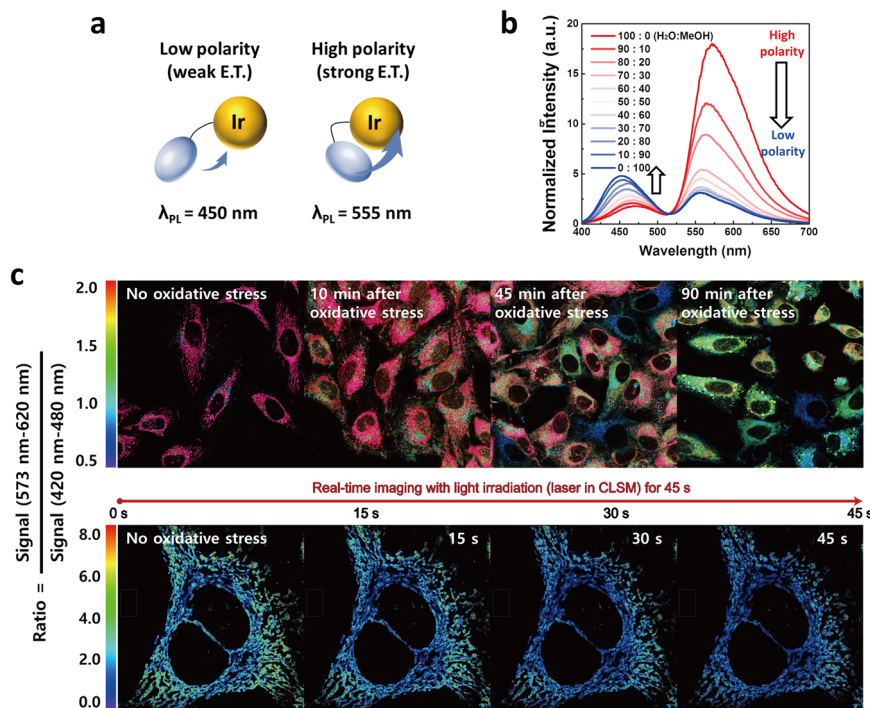 a
Low polarity
(weak E.T.)
High polarity
(strong E.T.)
Ir
Ir
λPL = 450 nm
λPL = 555 nm
b
Normalized Intensity (a.u.)
25
20
15
10
5
0
100 : 0 (H₂O:MeOH)
90 : 10
80 : 20
70 : 30
60 : 40
50 : 50
40 : 60
30 : 70
20 : 80
10 : 90
0 : 100
High
polarity
Low
polarity
400 450 500 550 600 650 700
Wavelength (nm)
c
Ratio =
Signal (573 nm-620 nm)
Signal (420 nm-480 nm)
2.0
1.5
1.0
0.5
No oxidative stress
10 min after
oxidative stress
45 min after
oxidative stress
90 min after
oxidative stress
Real-time imaging with light irradiation (laser in CLSM) for 45 s
0 s
15 s
30 s
45 s
8.0
6.0
4.0
2.0
0.0
No oxidative stress
15 s
30 s
45 s